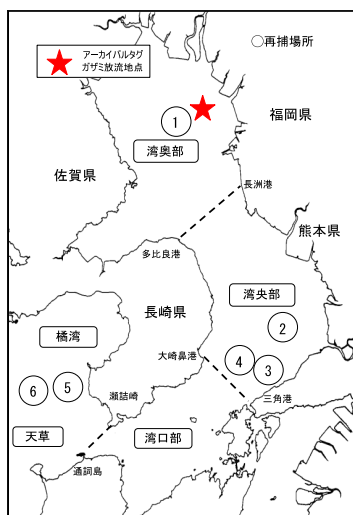 ○再捕場所
アーカイバルタグ
ガザミ放流地点
福岡県
1
湾奥部
佐賀県
長洲港
熊本県
多比良港
長崎県
湾央部
橘湾
2
大崎鼻港
4
3
6
5
瀬詰崎
三角港
天草
湾口部
通詞島